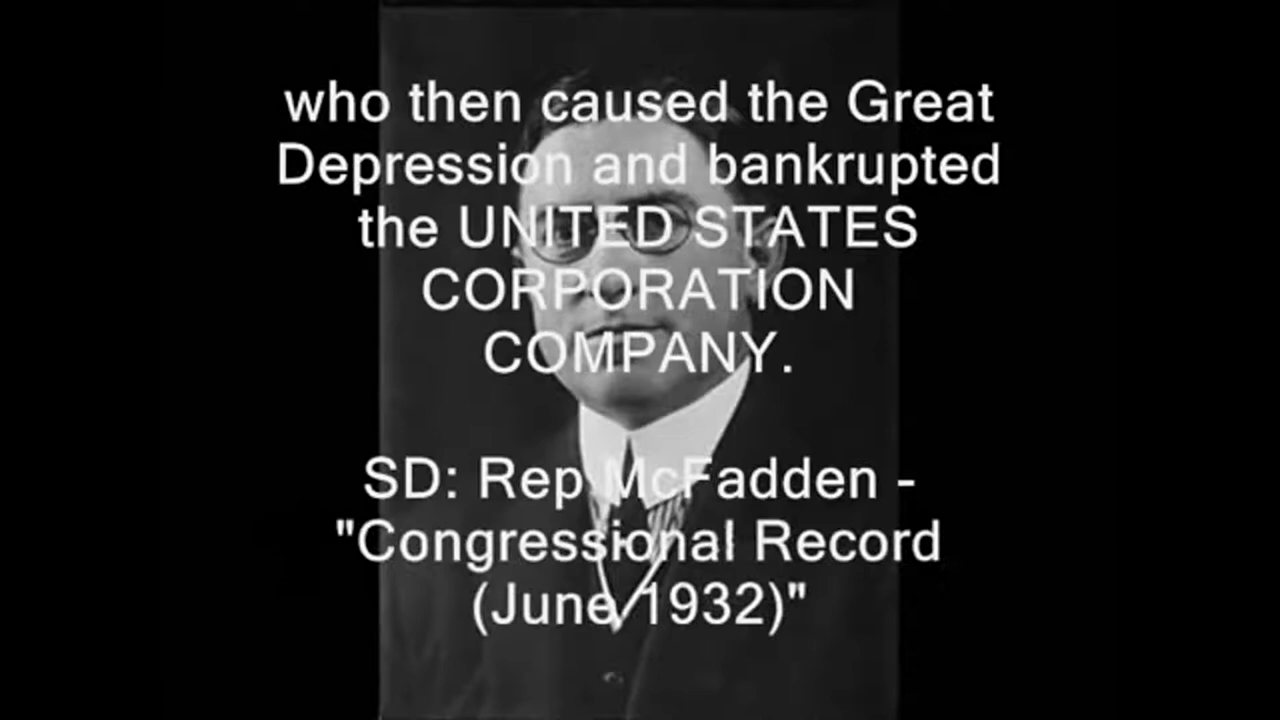 who then caused the Great
Depression and bankrupted
the UNITED STATES
CORPORATION
COMPANY.
SD: Rep McFadden -
"Congressional Record
(June 1932)"